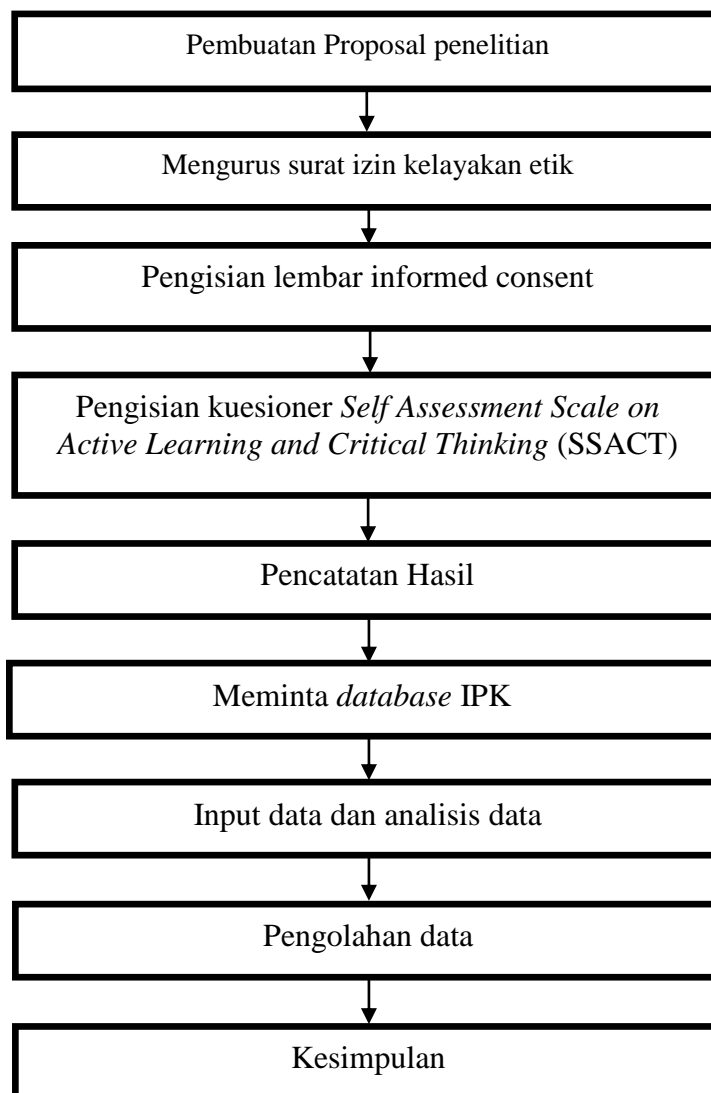 Pembuatan Proposal penelitian
Mengurus surat izin kelayakan etik
Pengisian lembar informed consent
Pengisian kuesioner Self Assessment Scale on
Active Learning and Critical Thinking (SSACT)
Pencatatan Hasil
Meminta database IPK
Input data dan analisis data
Pengolahan data
Kesimpulan